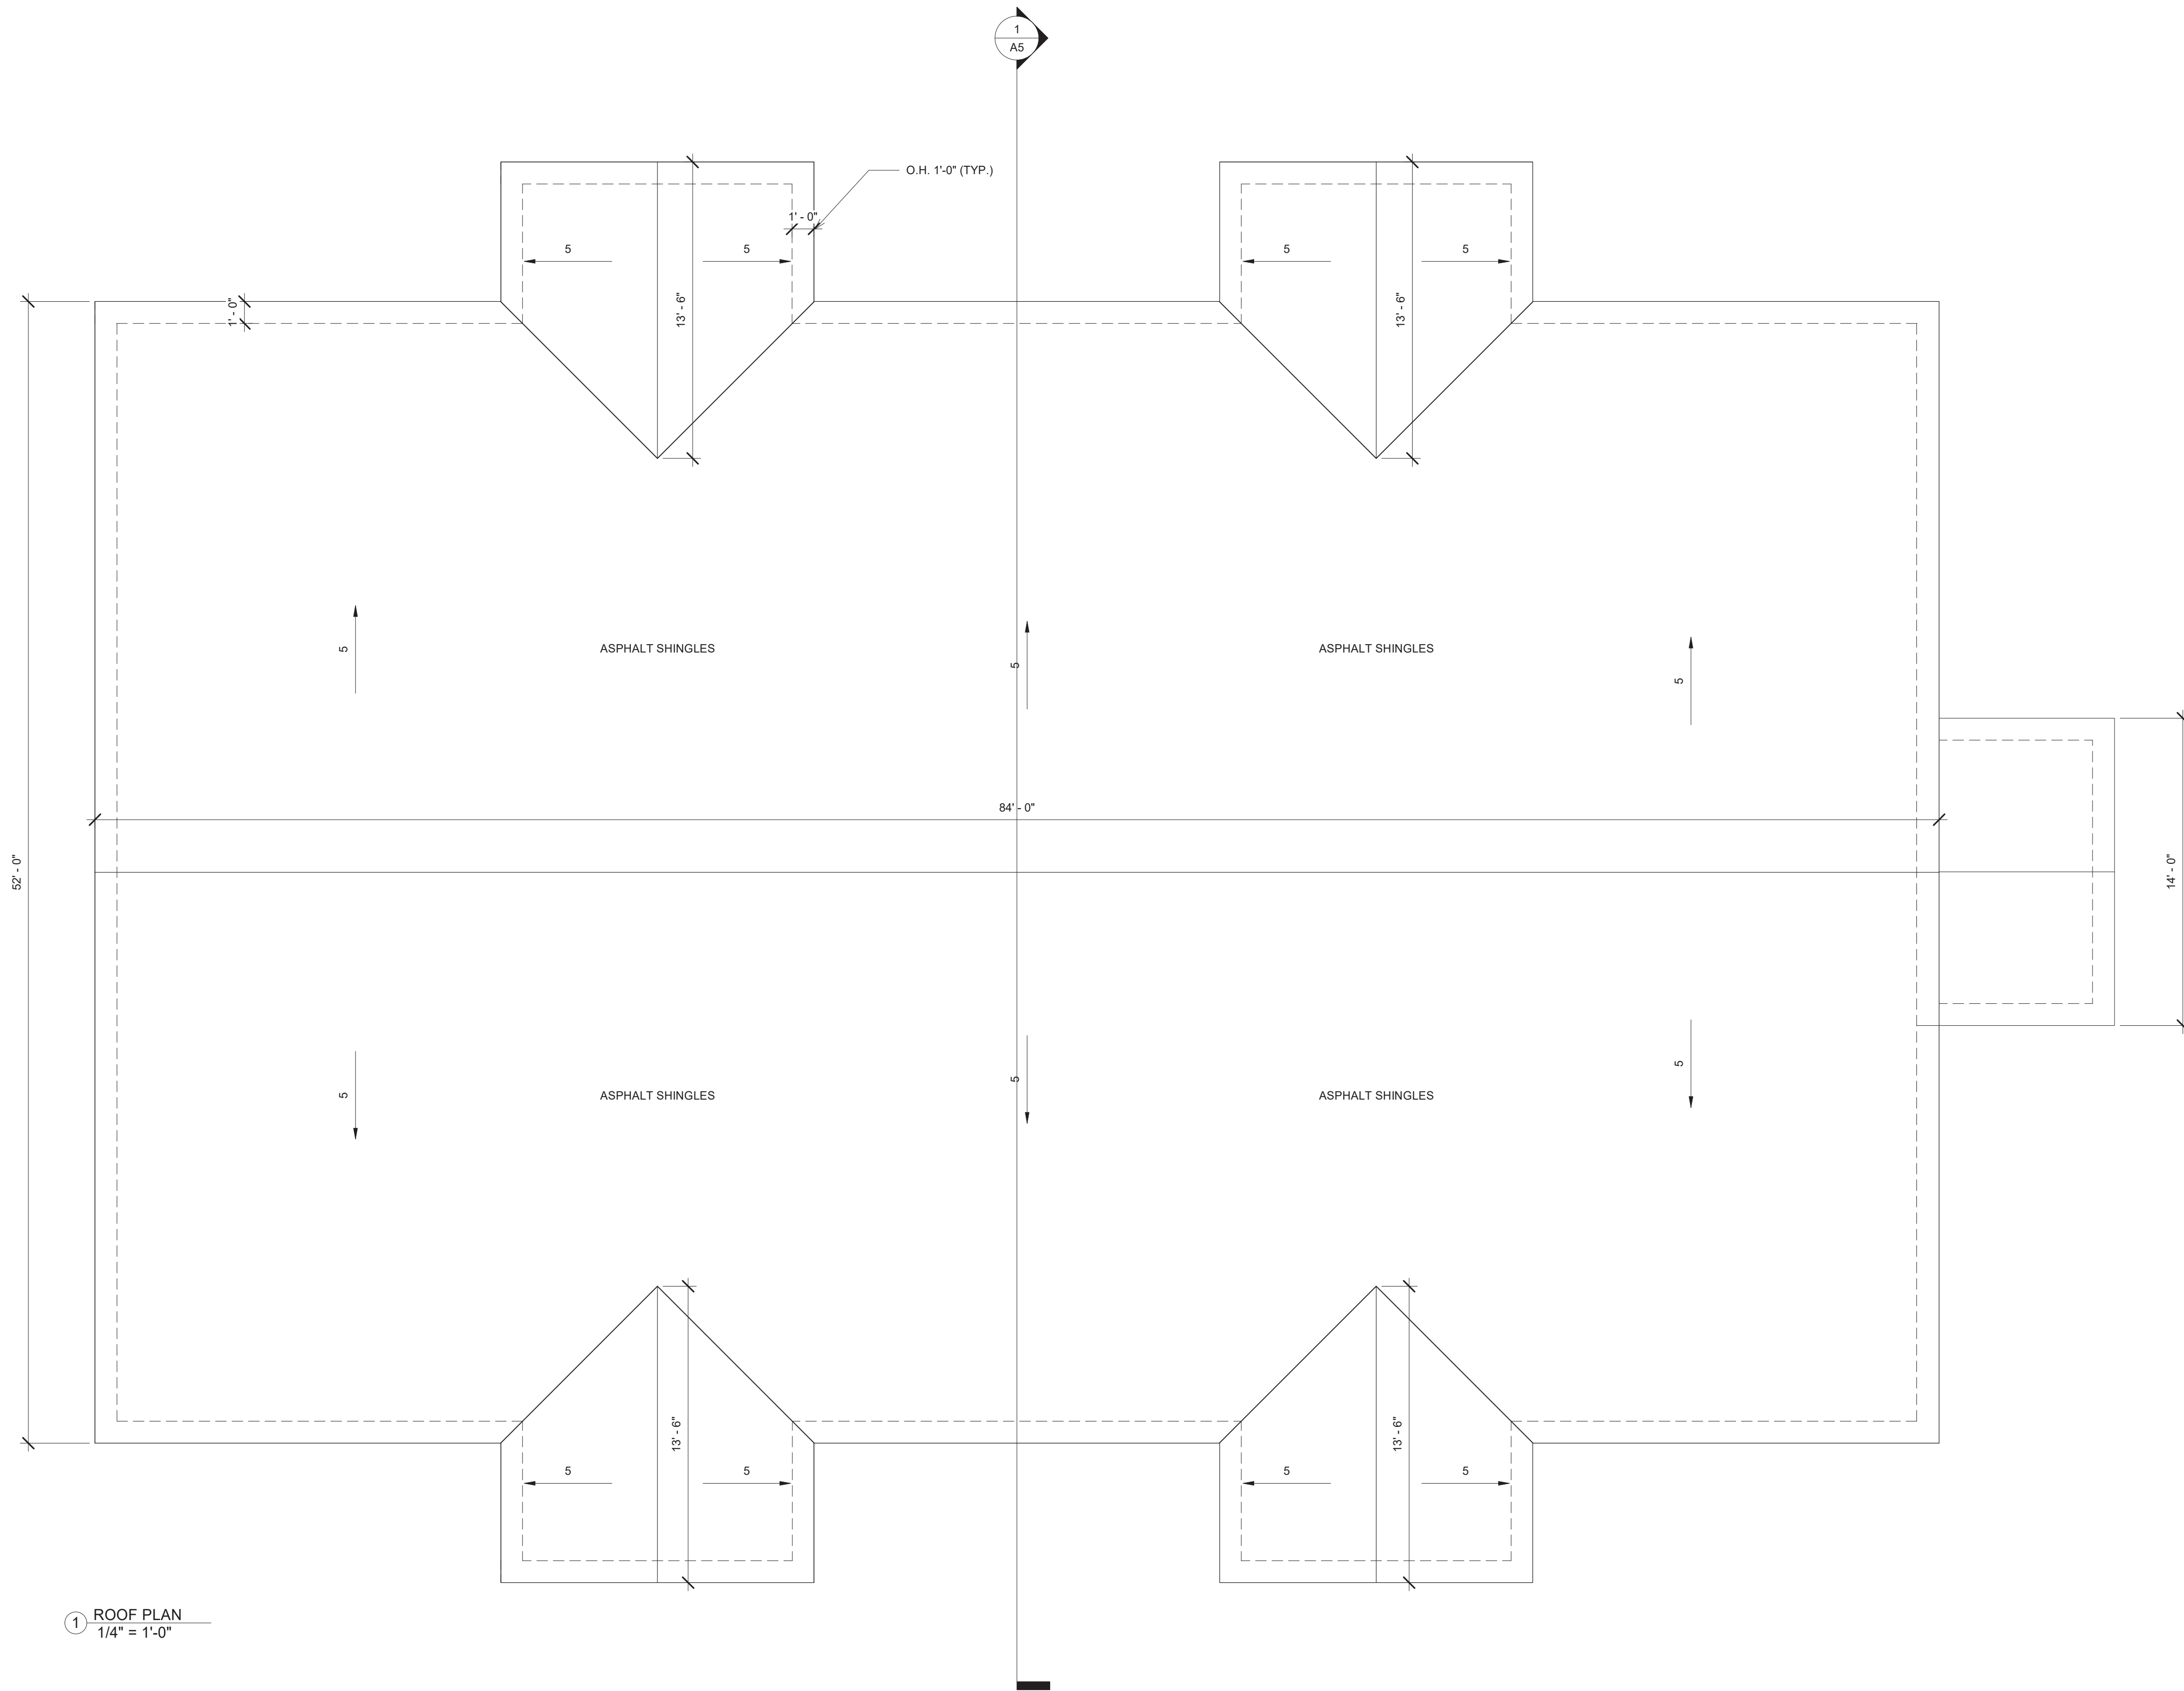 1
A5
O.H. 1'-0" (TYP.)
1' - 0"
5
5
5
5
1' - 0"
13' - 6"
13' - 6"
5
ASPHALT SHINGLES
5
ASPHALT SHINGLES
5
84' - 0"
52' - 0"
14' - 0"
5
ASPHALT SHINGLES
5
ASPHALT SHINGLES
5
13' - 6"
13' - 6"
5
5
5
5
1
ROOF PLAN
1/4" = 1'-0"